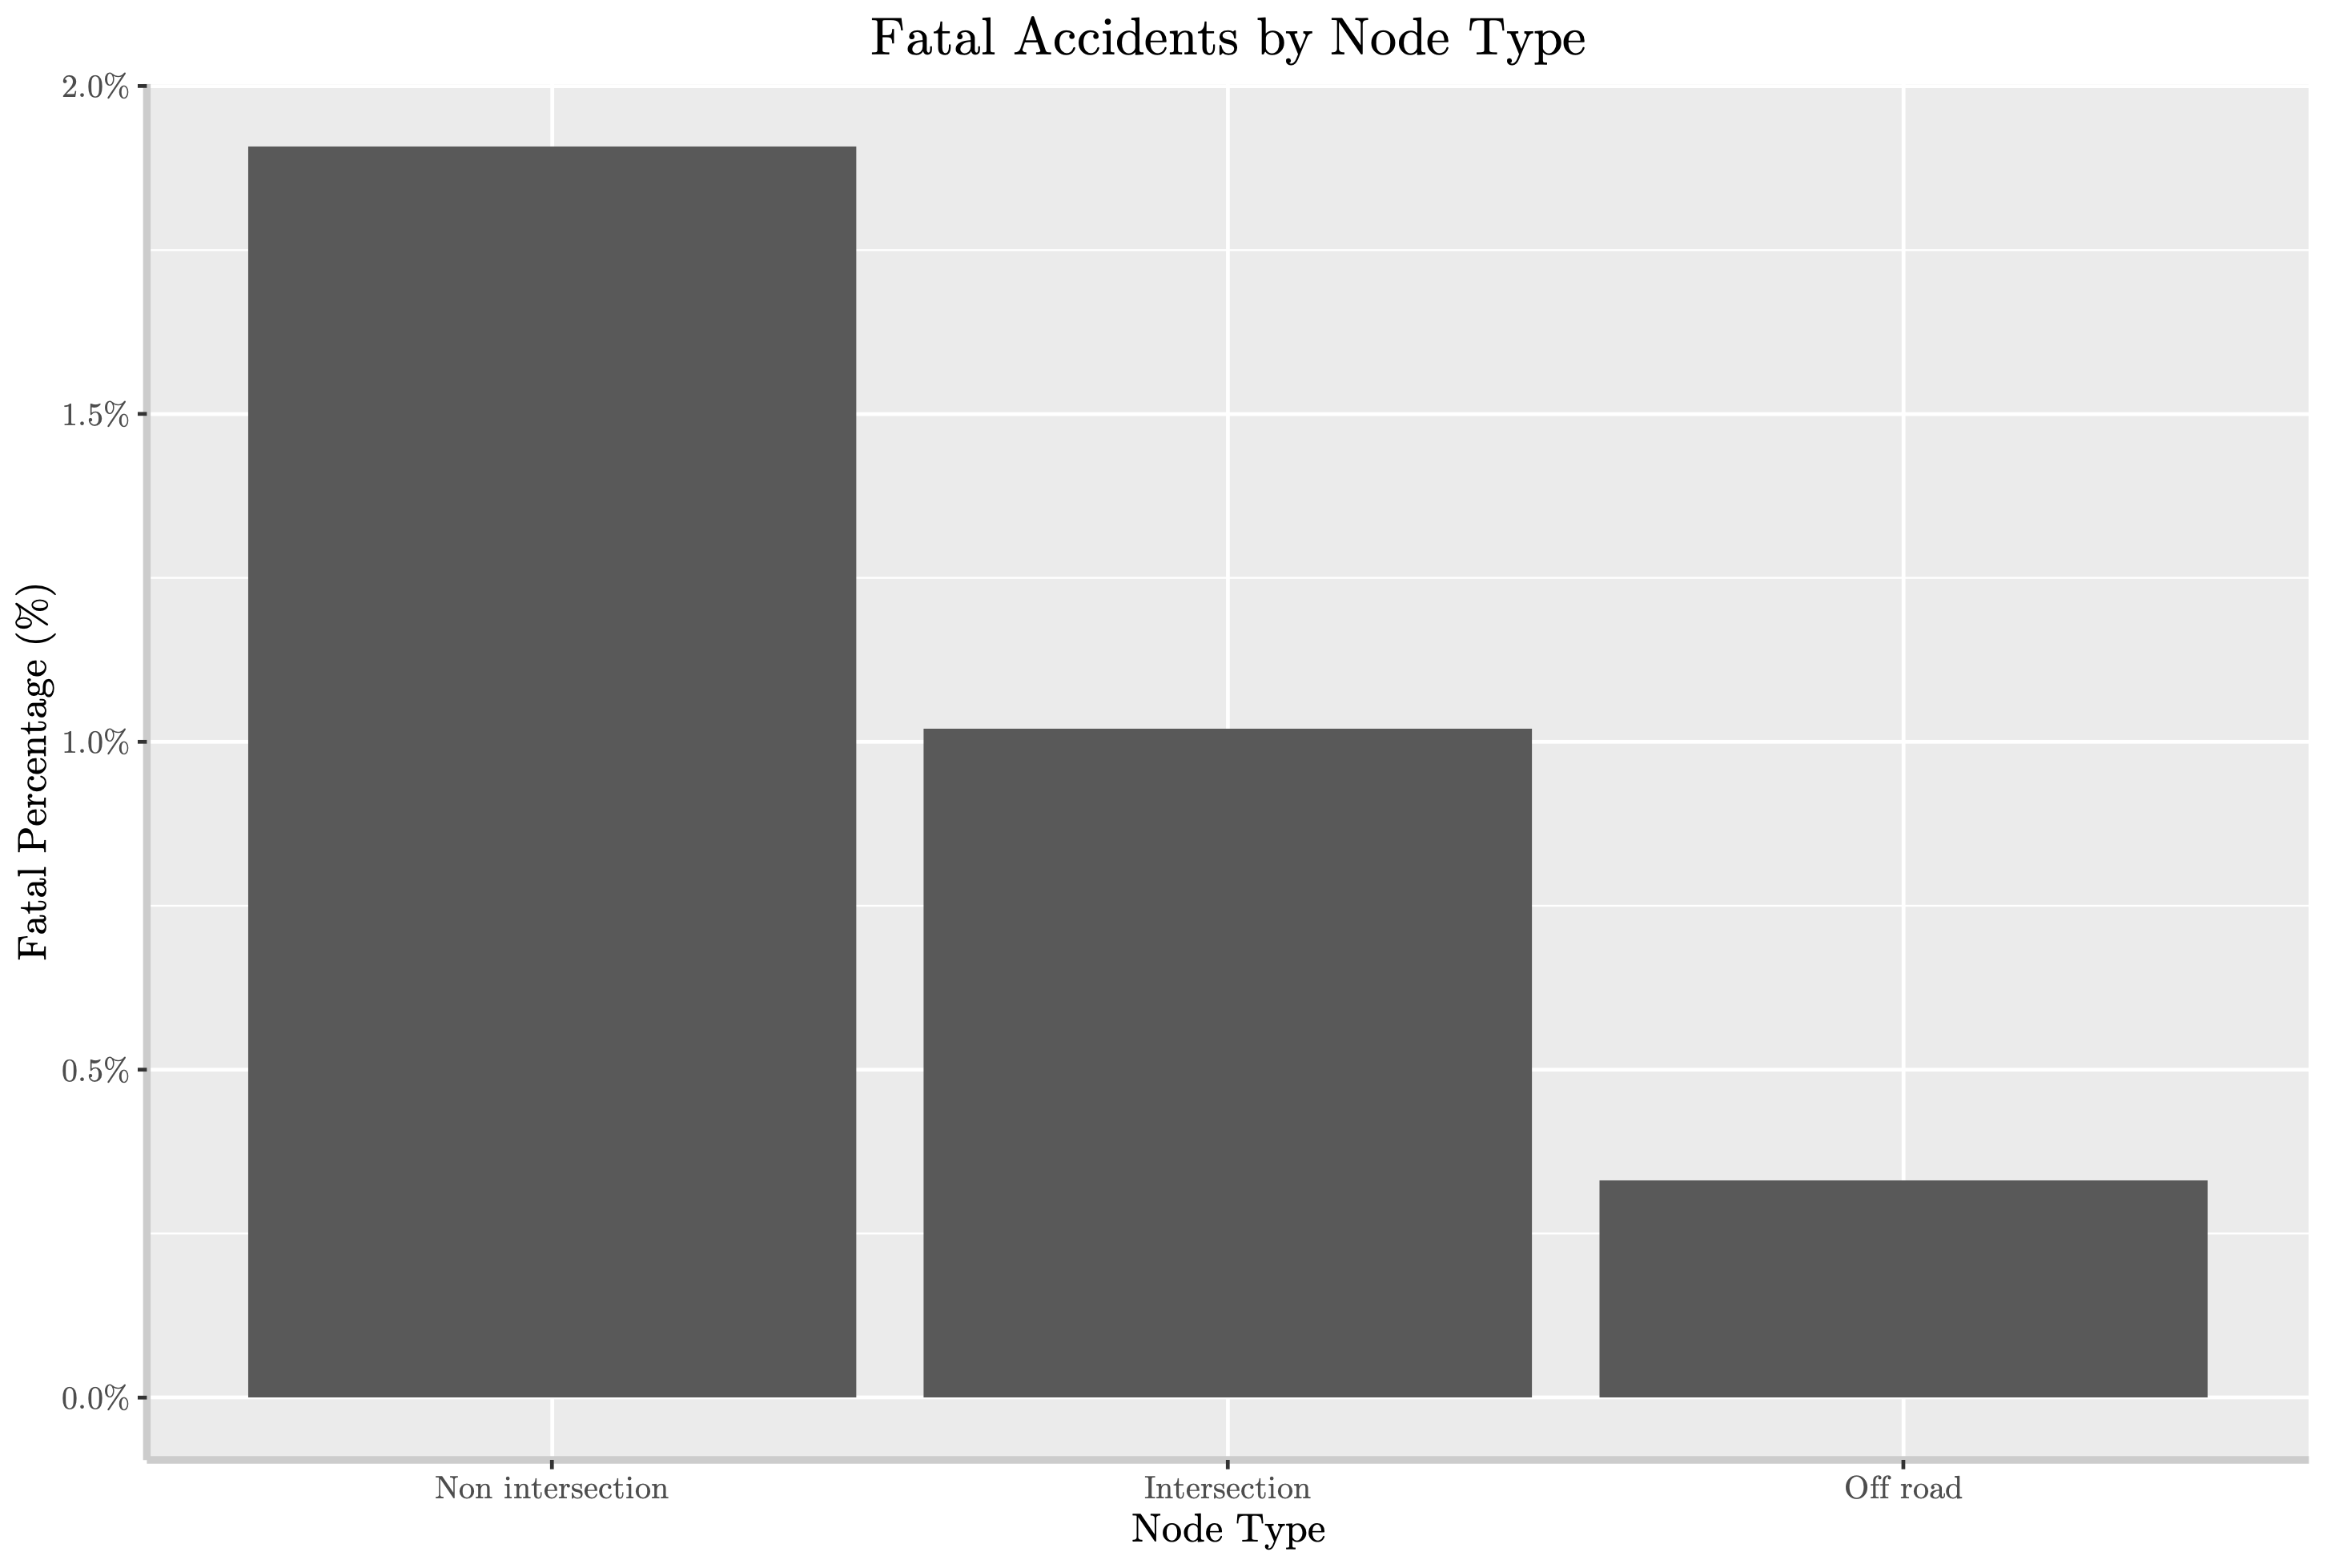 Fatal Accidents by Node Type
Fatal Percentage (%)
2.0%
1.5%
1.0%
0.5%
0.0%
Non intersection
Intersection
Off road
Node Type